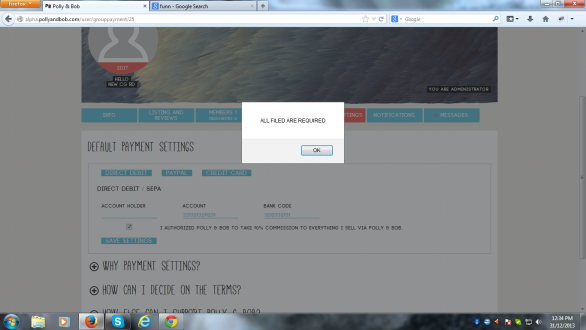 Firefox
Polly & Bob
funn - Google Search
alpha.pollyandbob.com/user/grouppayment/25
Google
EDIT
HELLO
NEW CG RD
YOU ARE ADMINISTRATOR
INFO
LISTING AND REVIEWS
MEMBERS
NOTIFICATIONS
MESSAGES
ALL FILED ARE REQUIRED
OK
DEFAULT PAYMENT SETTINGS
DIRECT DEBIT
PAYPAL
CREDIT CARD
DIRECT DEBIT / SEPA
ACCOUNT HOLDER
ACCOUNT
BANK CODE
I AUTHORIZED POLLY & BOB TO TAKE 10% COMMISSION TO EVERYTHING I SELL VIA POLLY & BOB.
SAVE SETTINGS
WHY PAYMENT SETTINGS?
HOW CAN I DECIDE ON THE TERMS?
HOW ELSE CAN I SUPPORT POLLY & BOB?
12:34 PM
31/12/2013